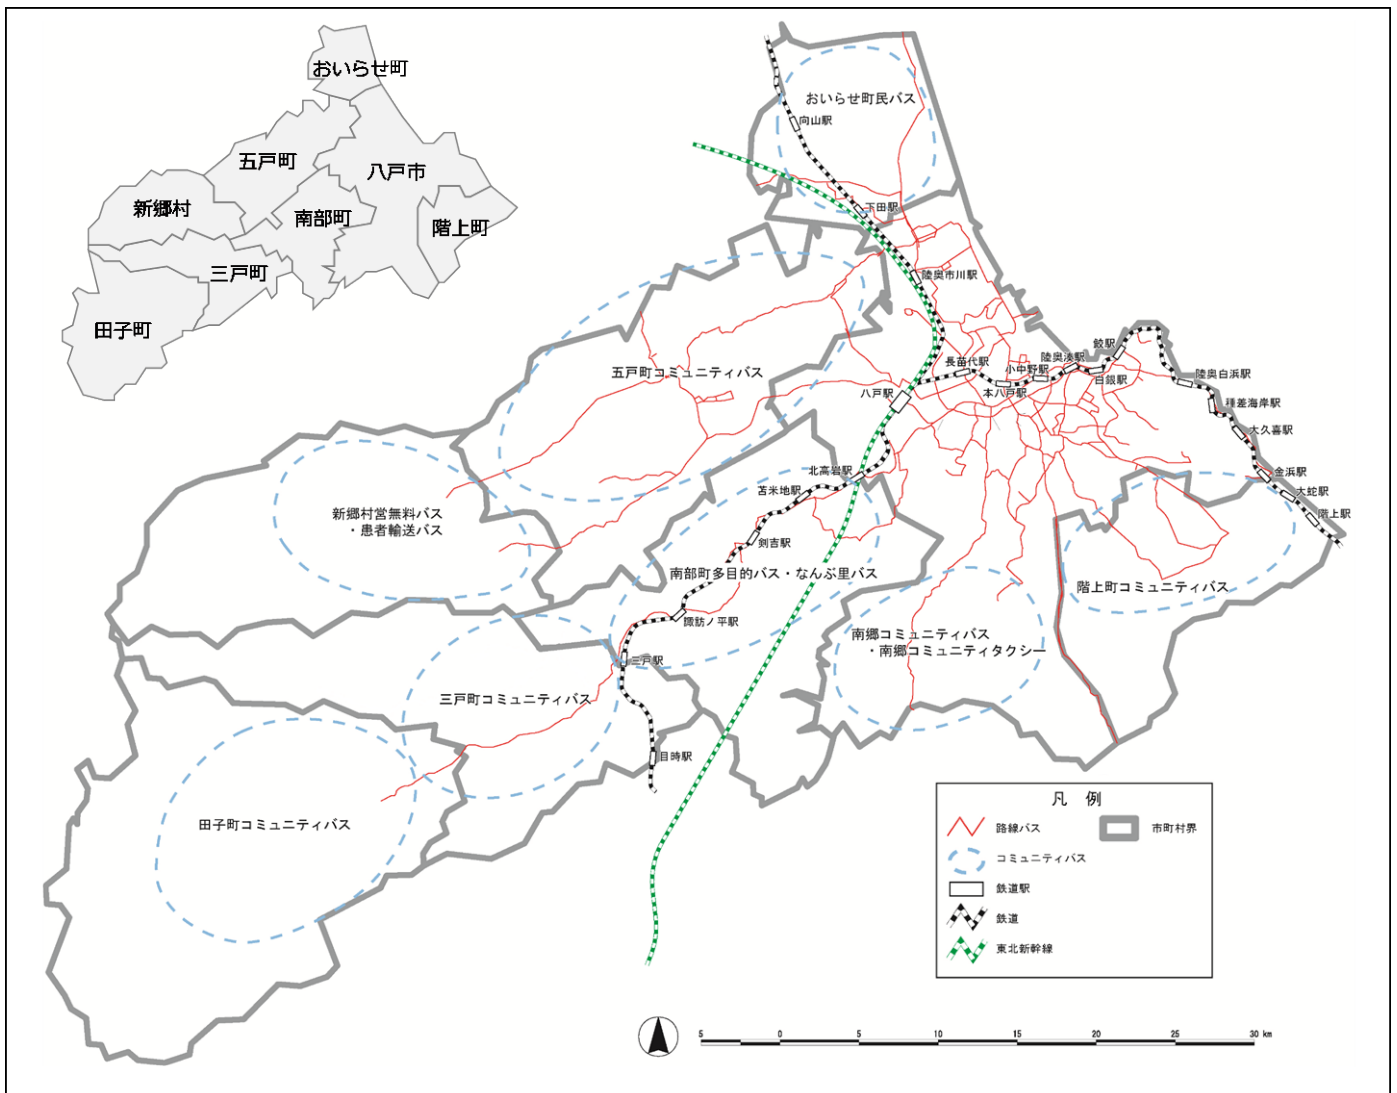 おいらせ町
五戸町
八戸市
新郷村
南部町
階上町
三戸町
田子町
おいらせ町民バス
向山駅
下田駅
陸奥市川駅
鮫駅
陸奥湊駅
長苗代駅
小中野駅
白銀駅
陸奥白浜駅
五戸町コミュニティバス
八戸駅
本八戸駅
種差海岸駅
大久喜駅
北高岩駅
金浜駅
苫米地駅
大蛇駅
新郷村営無料バス
・患者輸送バス
階上駅
剣吉駅
南部町多目的バス・なんぶ里バス
階上町コミュニティバス
諏訪ノ平駅
南郷コミュニティバス
・南郷コミュニティタクシー
三戸駅
三戸町コミュニティバス
目時駅
田子町コミュニティバス
凡 例
路線バス
市町村界
コミュニティバス
鉄道駅
鉄道
東北新幹線
5 0 5 10 15 20 25 30 km